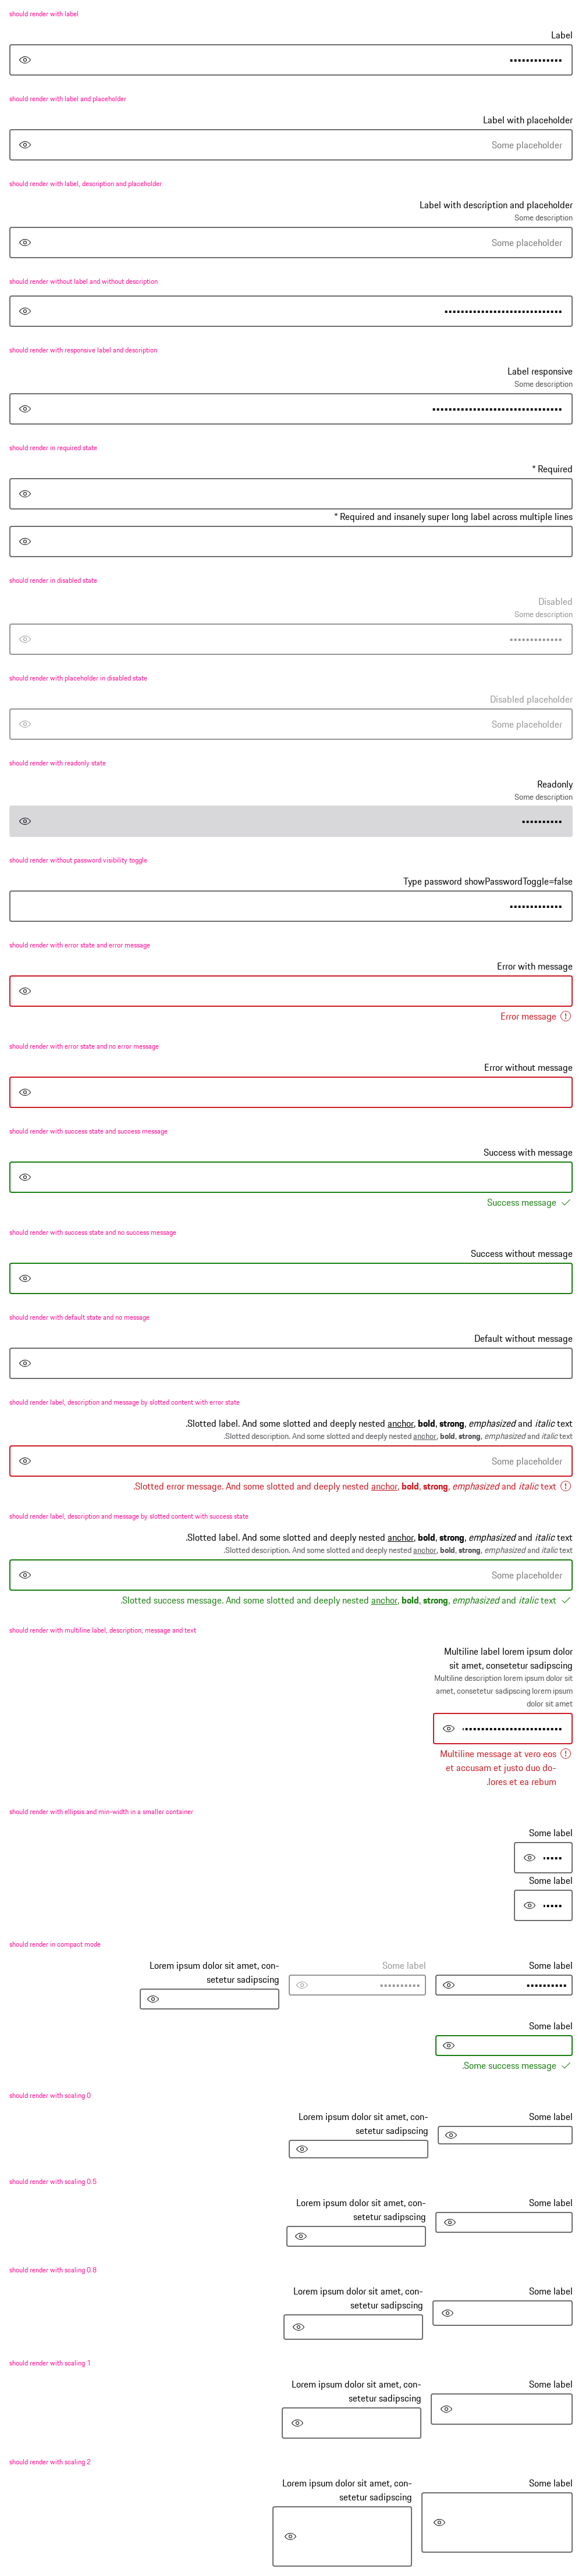 should render with label
Label
•••••••••••••
should render with label and placeholder
Label with placeholder
Some placeholder
should render with label, description and placeholder
Label with description and placeholder
Some description
Some placeholder
should render without label and without description
should render with responsive label and description
Label responsive
Some description
should render in required state
* Required
* Required and insanely super long label across multiple lines
should render in disabled state
Disabled
Some description
•••••••••••••
should render with placeholder in disabled state
Disabled placeholder
Some placeholder
should render with readonly state
Readonly
Some description
••••••••••
should render without password visibility toggle
Type password showPasswordToggle=false
•••••••••••••
should render with error state and error message
Error with message
Error message
should render with error state and no error message
Error without message
should render with success state and success message
Success with message
Success message
should render with success state and no success message
Success without message
should render with default state and no message
Default without message
should render label, description and message by slotted content with error state
.Slotted label. And some slotted and deeply nested anchor, bold, strong, emphasized and italic text
.Slotted description. And some slotted and deeply nested anchor, bold, strong, emphasized and italic text
Some placeholder
.Slotted error message. And some slotted and deeply nested anchor, bold, strong, emphasized and italic text
should render label, description and message by slotted content with success state
.Slotted label. And some slotted and deeply nested anchor, bold, strong, emphasized and italic text
.Slotted description. And some slotted and deeply nested anchor, bold, strong, emphasized and italic text
Some placeholder
.Slotted success message. And some slotted and deeply nested anchor, bold, strong, emphasized and italic text
should render with multiline label, description, message and text
Multiline label lorem ipsum dolor
sit amet, consetetur sadipscing
Multiline description lorem ipsum dolor sit
amet, consetetur sadipscing lorem ipsum
dolor sit amet
Multiline message at vero eos
et accusam et justo duo do-
.lores et ea rebum
should render with ellipsis and min-width in a smaller container
Some label
Some label
should render in compact mode
Lorem ipsum dolor sit amet, con-
setetur sadipscing
Some label
••••••••••
Some label
••••••••••
Some label
.Some success message
should render with scaling 0
Lorem ipsum dolor sit amet, con-
setetur sadipscing
Some label
should render with scaling 0.5
Lorem ipsum dolor sit amet, con-
setetur sadipscing
Some label
should render with scaling 0.8
Lorem ipsum dolor sit amet, con-
setetur sadipscing
Some label
should render with scaling 1
Lorem ipsum dolor sit amet, con-
setetur sadipscing
Some label
should render with scaling 2
Lorem ipsum dolor sit amet, con-
setetur sadipscing
Some label